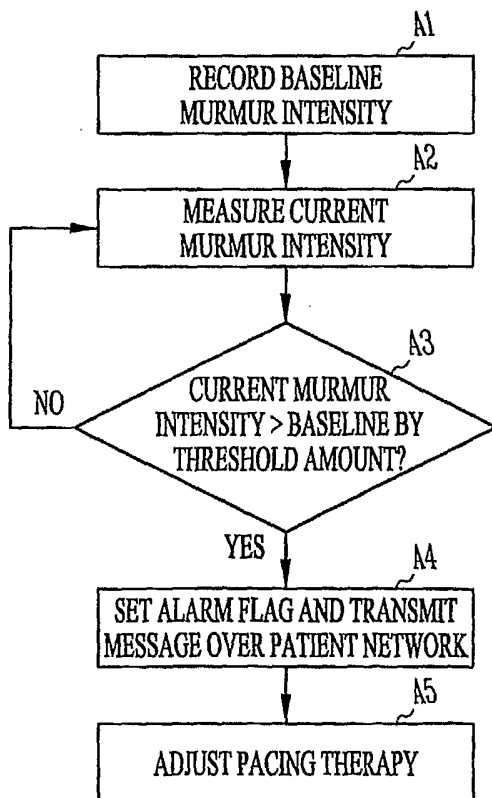 A1
RECORD BASELINE
MURMUR INTENSITY
A2
MEASURE CURRENT
MURMUR INTENSITY
A3
CURRENT MURMUR
INTENSITY > BASELINE BY
THRESHOLD AMOUNT?
NO
YES
A4
SET ALARM FLAG AND TRANSMIT
MESSAGE OVER PATIENT NETWORK
A5
ADJUST PACING THERAPY